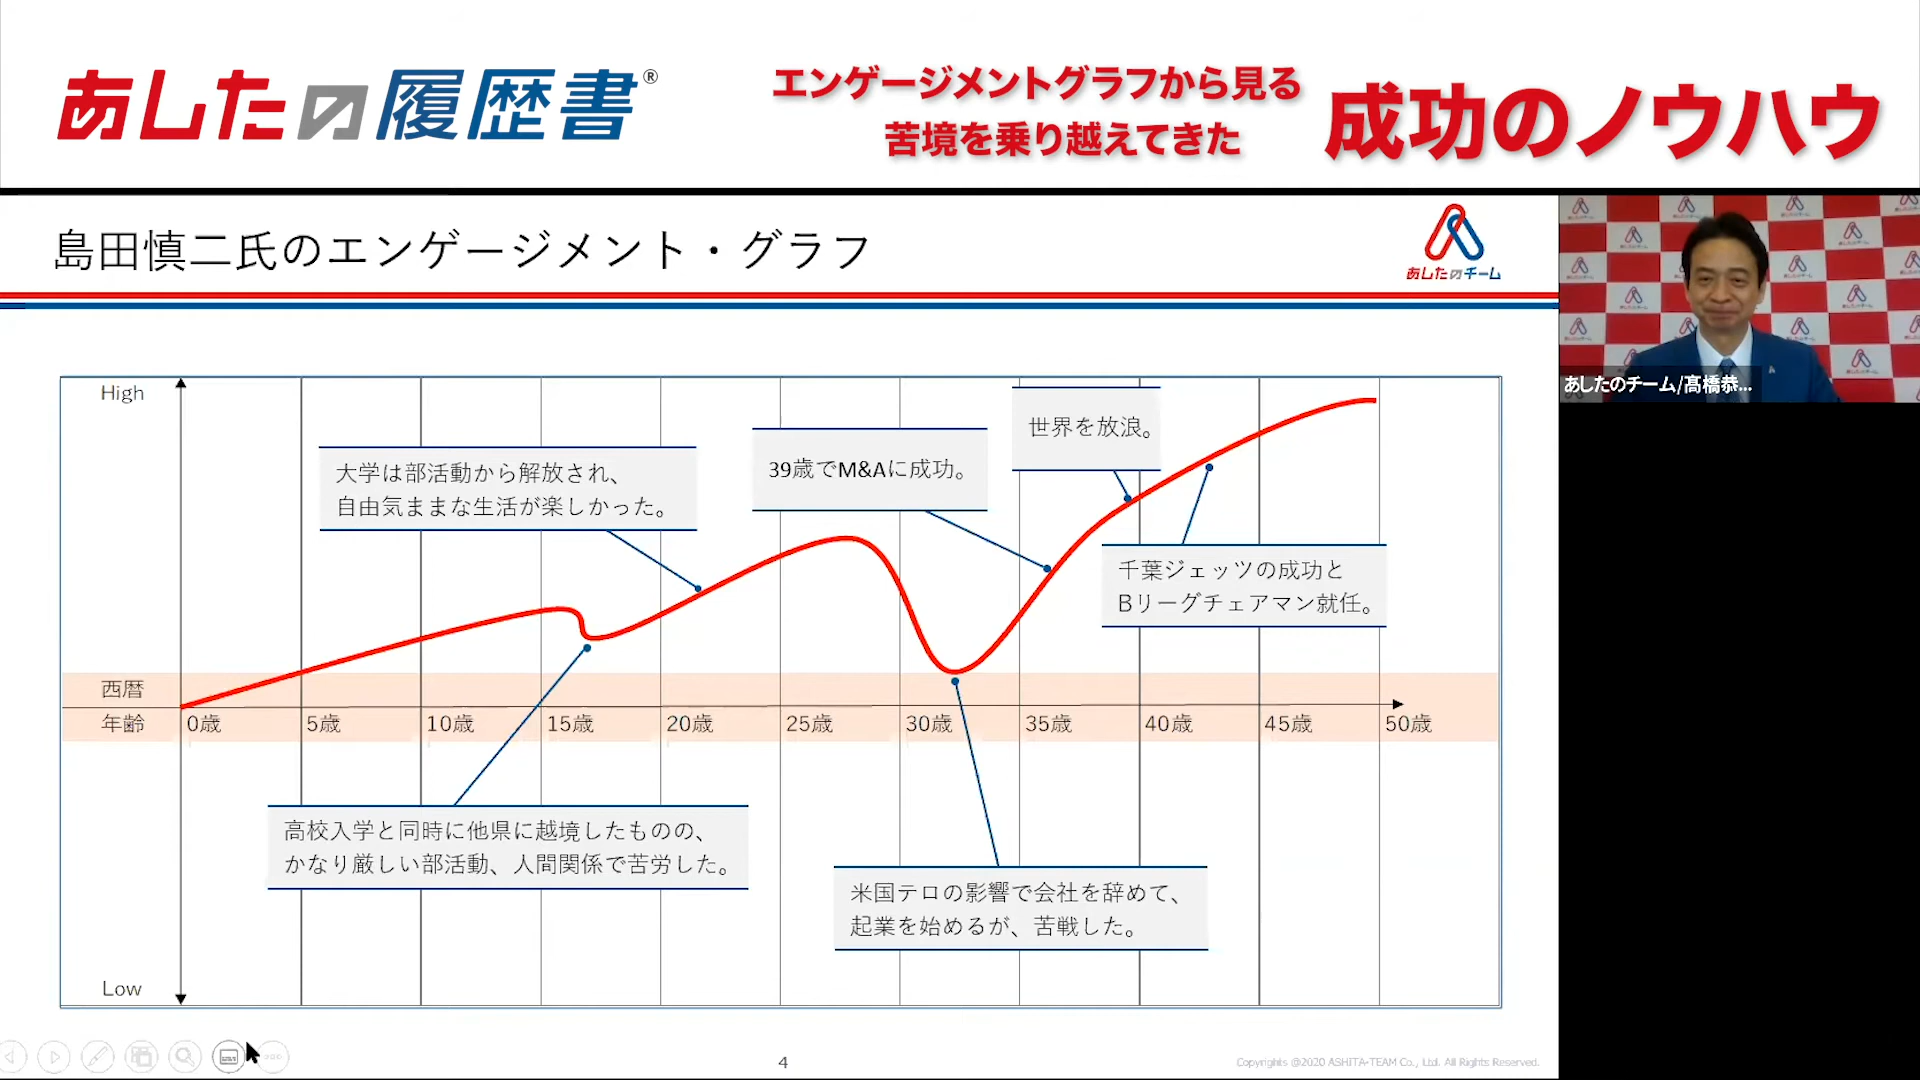 あしたの履歴書®
エンゲージメントグラフから見る
苦境を乗り越えてきた
成功のノウハウ
島田慎二氏のエンゲージメント・グラフ
あしたのチーム
あしたのチーム/髙橋恭...
High
世界を放浪。
39歳でM&Aに成功。
大学は部活動から解放され、
自由気ままな生活が楽しかった。
千葉ジェッツの成功と
Bリーグチェアマン就任。
西暦
年齢
0歳
5歳
10歳
15歳
20歳
25歳
30歳
35歳
40歳
45歳
50歳
高校入学と同時に他県に越境したものの、
かなり厳しい部活動、人間関係で苦労した。
米国テロの影響で会社を辞めて、
起業を始めるが、苦戦した。
Low
4
Copyrights @2020 ASHITA-TEAM Co., Ltd. All Rights Reserved.